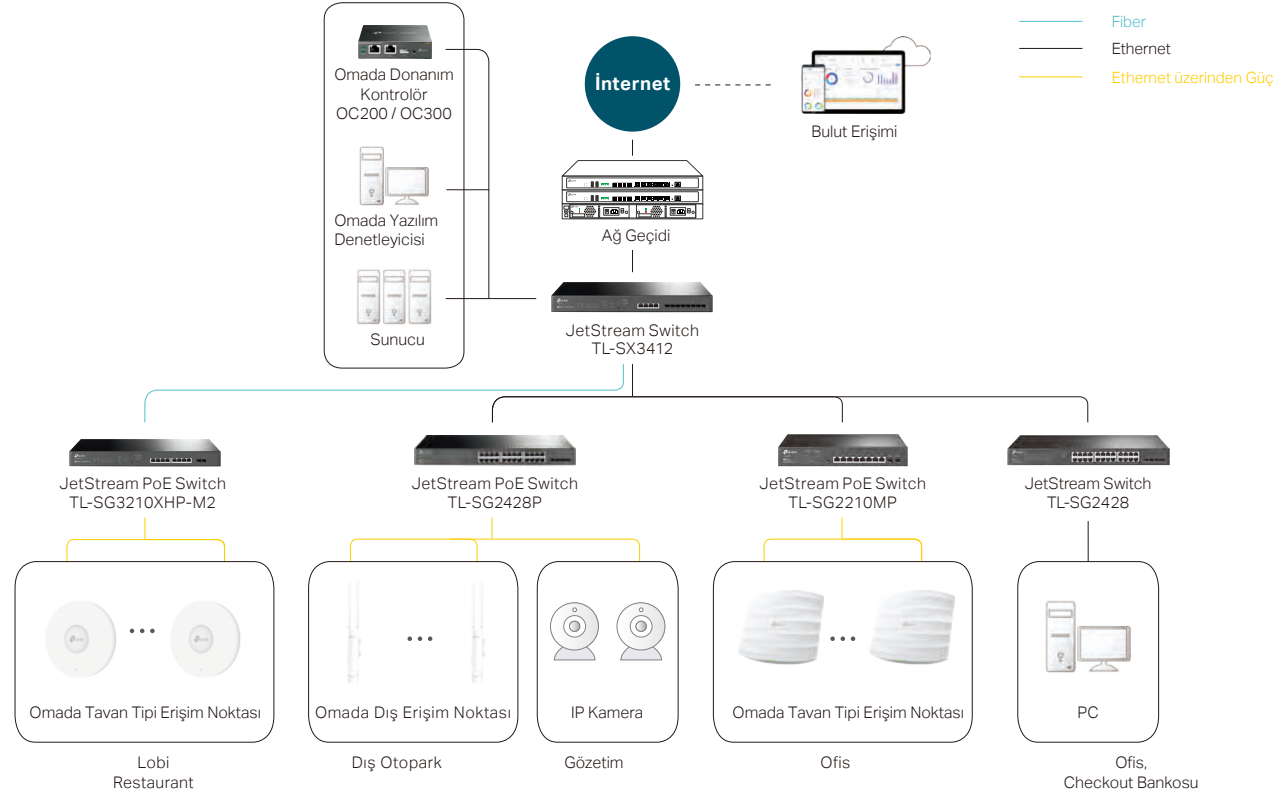 Fiber
Ethernet
Ethernet üzerinden Güç
Omada Donanım
Kontrolör
OC200 / OC300
Omada Yazılım
Denetleyicisi
Sunucu
İnternet
Bulut Erişimi
Ağ Geçidi
JetStream Switch
TL-SX3412
JetStream PoE Switch
TL-SG3210XHP-M2
JetStream PoE Switch
TL-SG2428P
JetStream PoE Switch
TL-SG2210MP
JetStream Switch
TL-SG2428
Omada Tavan Tipi Erişim Noktası
Omada Dış Erişim Noktası
IP Kamera
Omada Tavan Tipi Erişim Noktası
PC
Lobi
Restaurant
Dış Otopark
Gözetim
Ofis
Ofis,
Checkout Bankosu